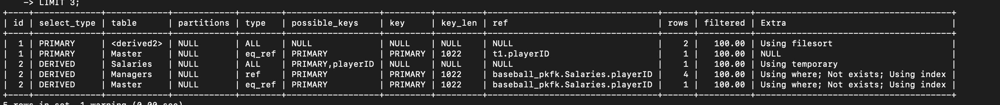 -> LIMIT 3;
+----+-------------+------------+------------+--------+------------------+---------+---------+--------------------------------+------+----------+-------------------------------------+
| id | select_type | table      | partitions | type   | possible_keys    | key     | key_len | ref                            | rows | filtered | Extra                               |
+----+-------------+------------+------------+--------+------------------+---------+---------+--------------------------------+------+----------+-------------------------------------+
| 1 | PRIMARY     | <derived2> | NULL       | ALL    | NULL             | NULL    | NULL    | NULL                           |    2 |   100.00 | Using filesort                      |
| 1 | PRIMARY     | Master     | NULL       | eq_ref | PRIMARY          | PRIMARY | 1022    | t1.playerID                    |    1 |   100.00 | NULL                                |
| 2 | DERIVED     | Salaries   | NULL       | ALL    | PRIMARY,playerID | NULL    | NULL    | NULL                           |    1 |   100.00 | Using temporary                     |
| 2 | DERIVED     | Managers   | NULL       | ref    | PRIMARY          | PRIMARY | 1022    | baseball_pkfk.Salaries.playerID |    4 |   100.00 | Using where; Not exists; Using index |
| 2 | DERIVED     | Master     | NULL       | eq_ref | PRIMARY          | PRIMARY | 1022    | baseball_pkfk.Salaries.playerID |    1 |   100.00 | Using where; Not exists; Using index |
+----+-------------+------------+------------+--------+------------------+---------+---------+--------------------------------+------+----------+-------------------------------------+
5 rows in set, 1 warning (0.00 sec)